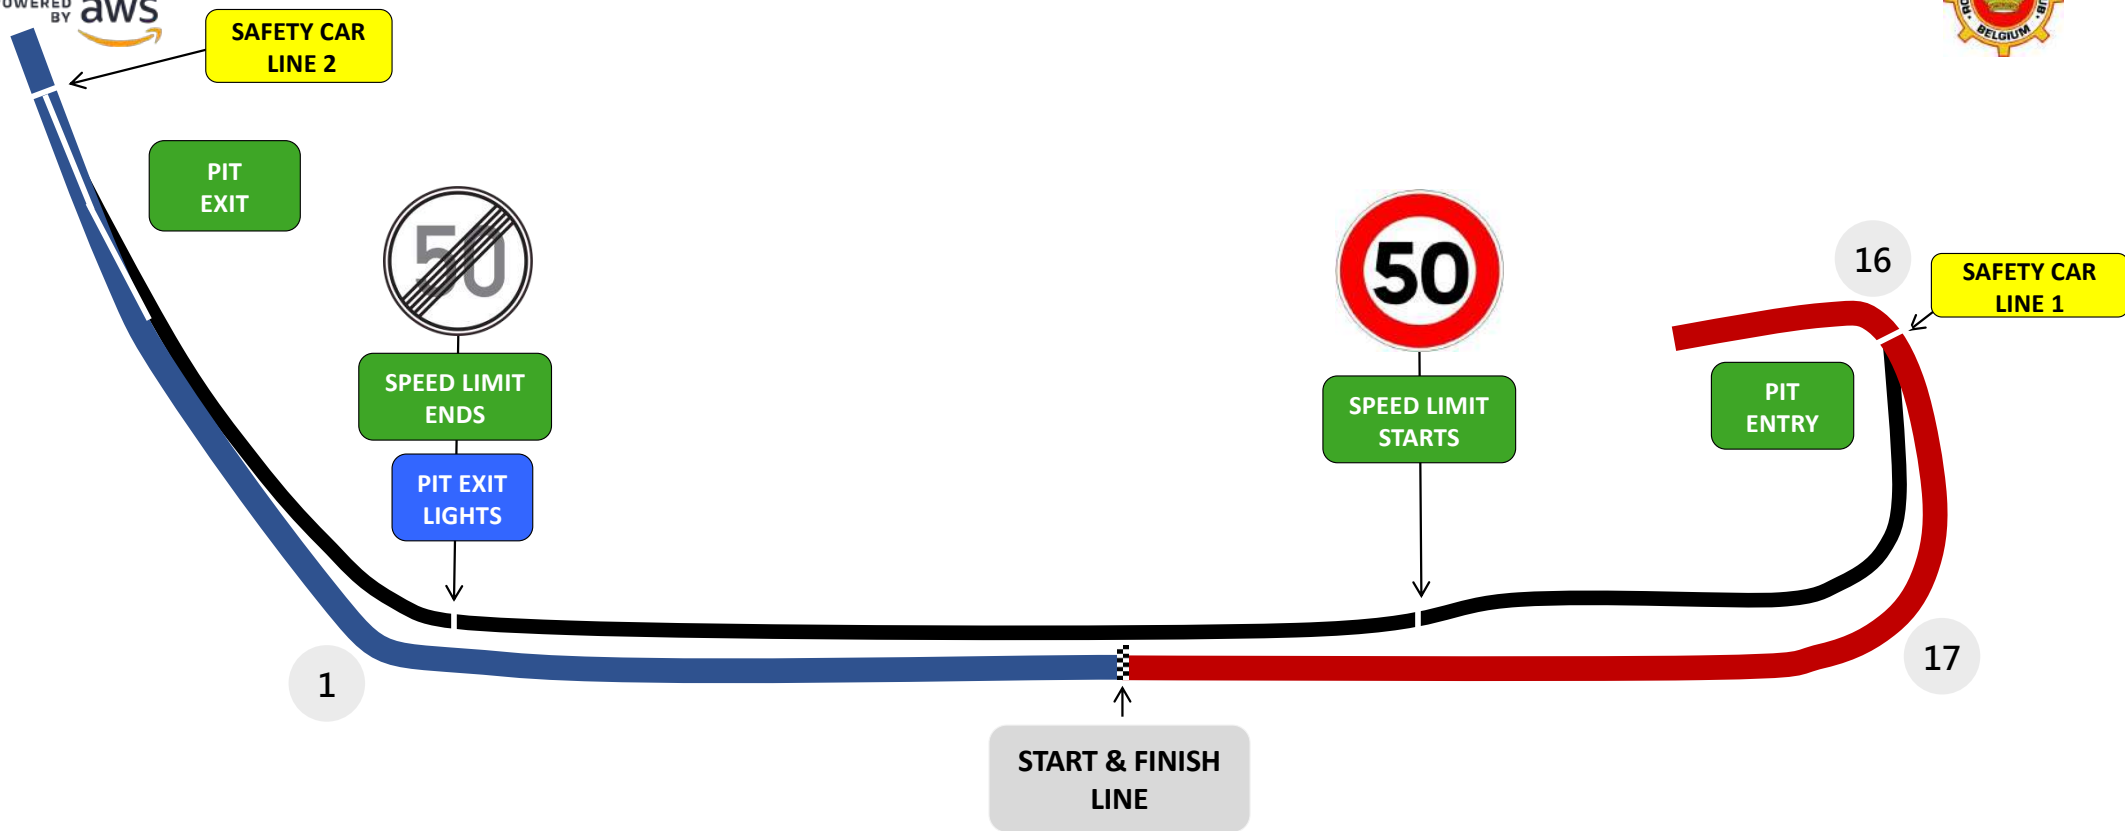 POWERED
BY aws
SAFETY CAR
LINE 2
BELGIUM
PIT
EXIT
50
50
16
SAFETY CAR
LINE 1
SPEED LIMIT
ENDS
SPEED LIMIT
STARTS
PIT
ENTRY
PIT EXIT
LIGHTS
1
17
START & FINISH
LINE